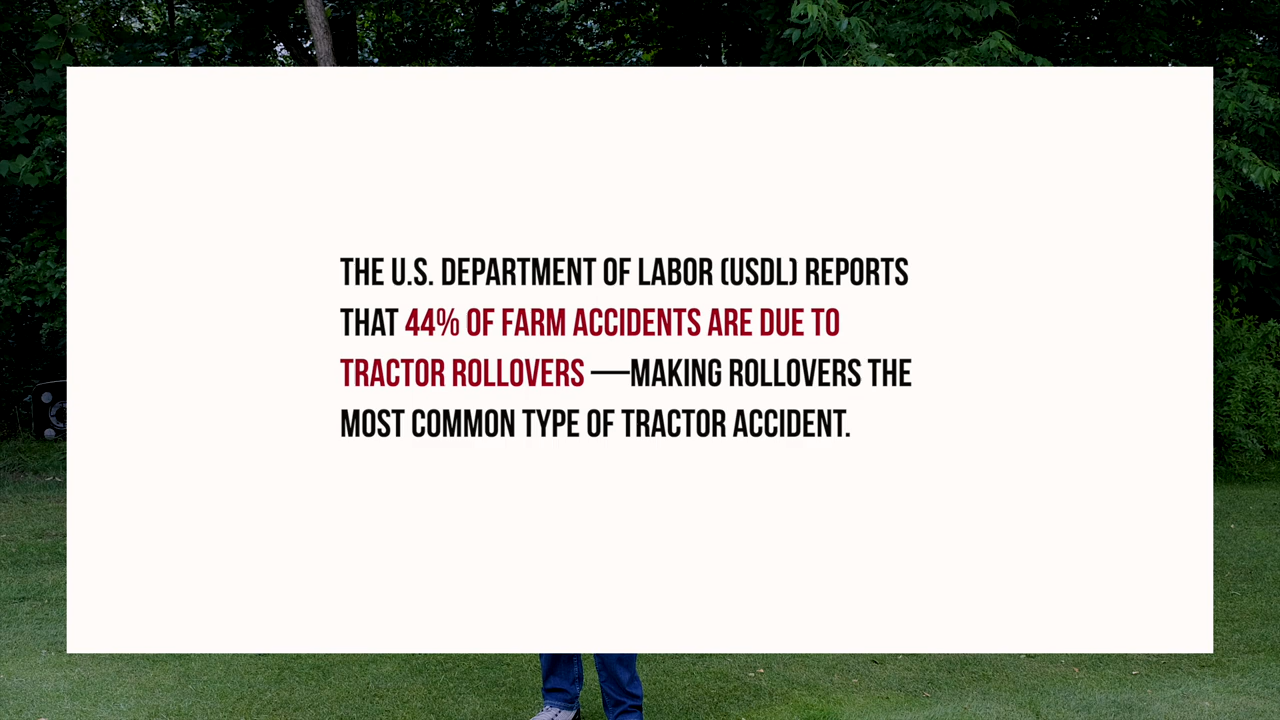 THE U.S. DEPARTMENT OF LABOR (USDL) REPORTS
THAT 44% OF FARM ACCIDENTS ARE DUE TO
TRACTOR ROLLOVERS —MAKING ROLLOVERS THE
MOST COMMON TYPE OF TRACTOR ACCIDENT.